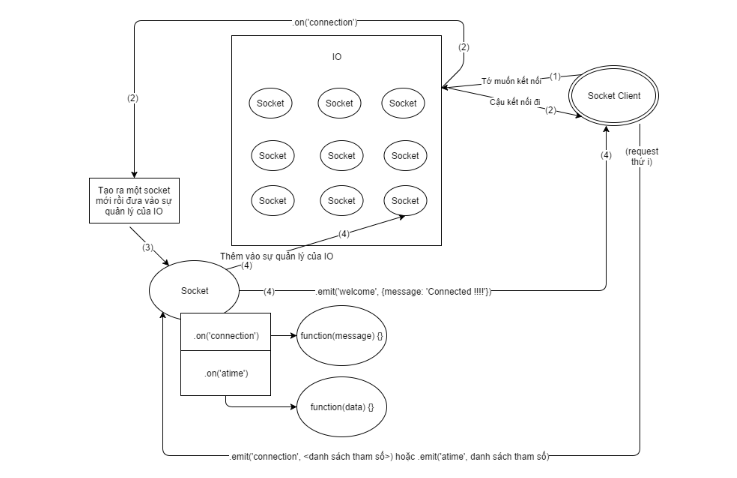 .on('connection')
(2)
IO
(2)
Tớ muốn kết nối
(1)
Cậu kết nối đi
(2)
Socket Client
Socket
Socket
Socket
(4)
(request
thứ i)
Socket
Socket
Socket
Tạo ra một socket
mới rồi đưa vào sự
quản lý của IO
Socket
Socket
Socket
(3)
(4)
Thêm vào sự quản lý của IO
(4)
Socket
(4)
.emit('welcome', {message: 'Connected !!!!'})
.on('connection')
function(message) {}
.on('atime')
function(data) {}
.emit('connection', <danh sách tham số>) hoặc .emit('atime', danh sách tham số)